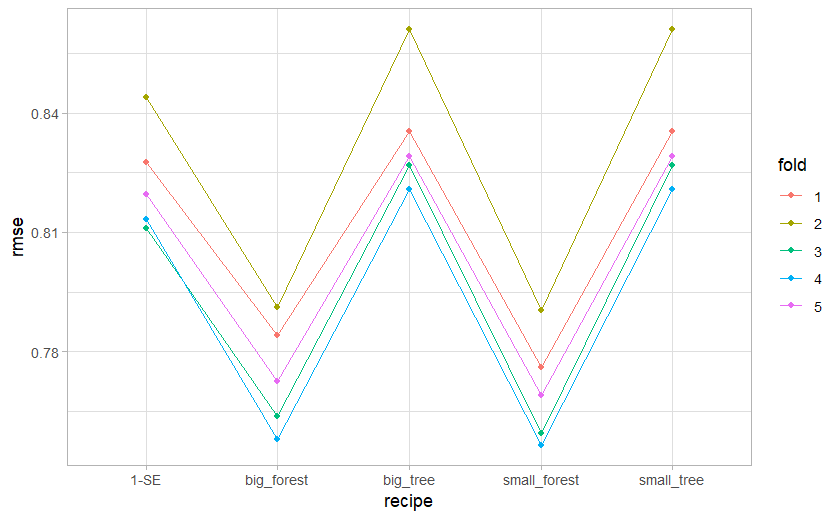 rmse
0.84
0.81
0.78
1-SE
big_forest
big_tree
small_forest
small_tree
recipe
fold
1
2
3
4
5